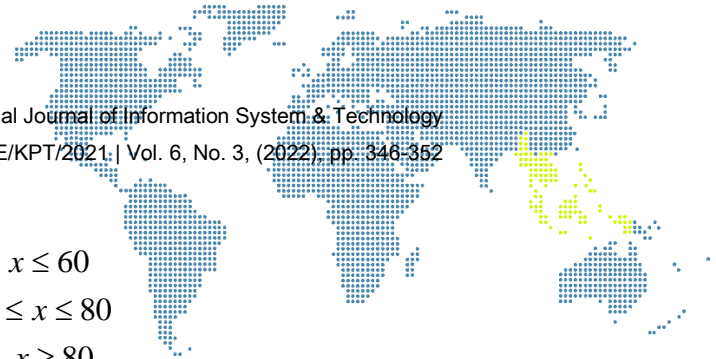 al Journal of Information System & Technology
E/KPT/2021 | Vol. 6, No. 3, (2022), pp. 346-352
x ≤ 60
≤ x ≤ 80
x ≥ 80